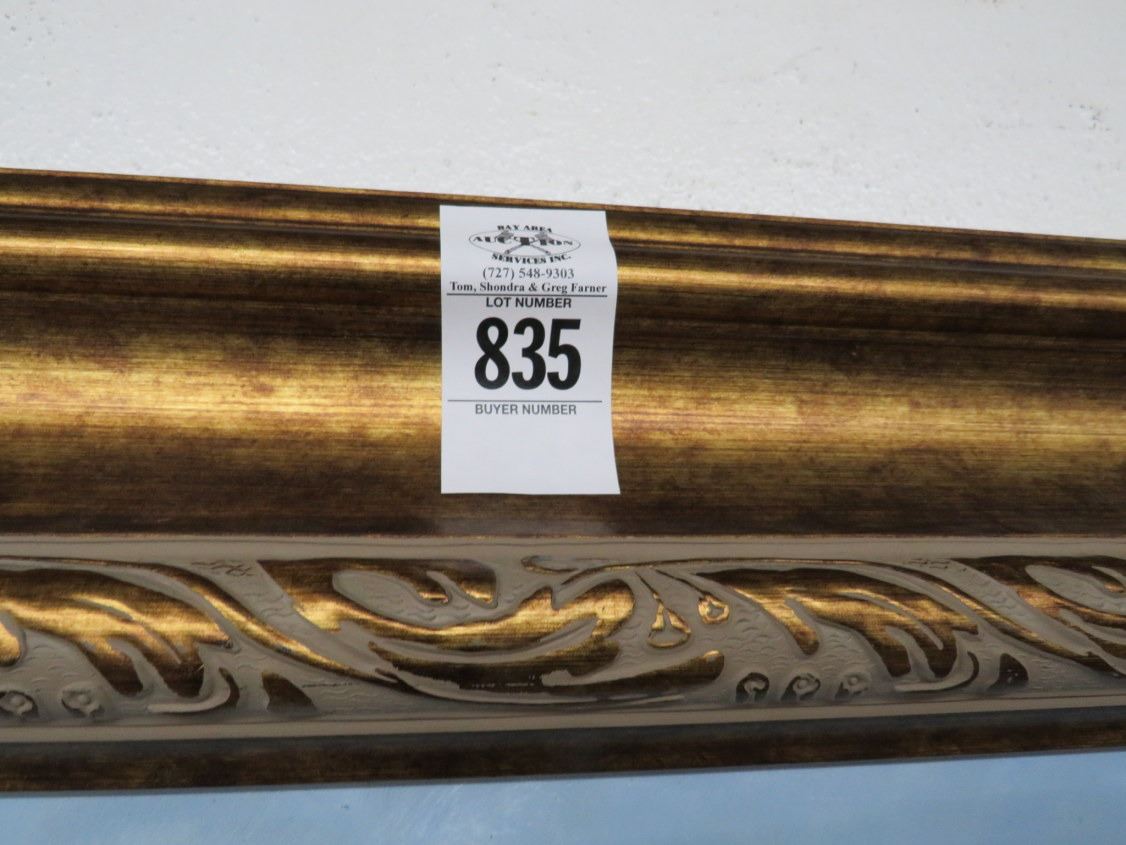 BAY AREA
AUCTION
SERVICES INC.
(727) 548-9303
Tom, Shondra & Greg Farner
LOT NUMBER
835
BUYER NUMBER